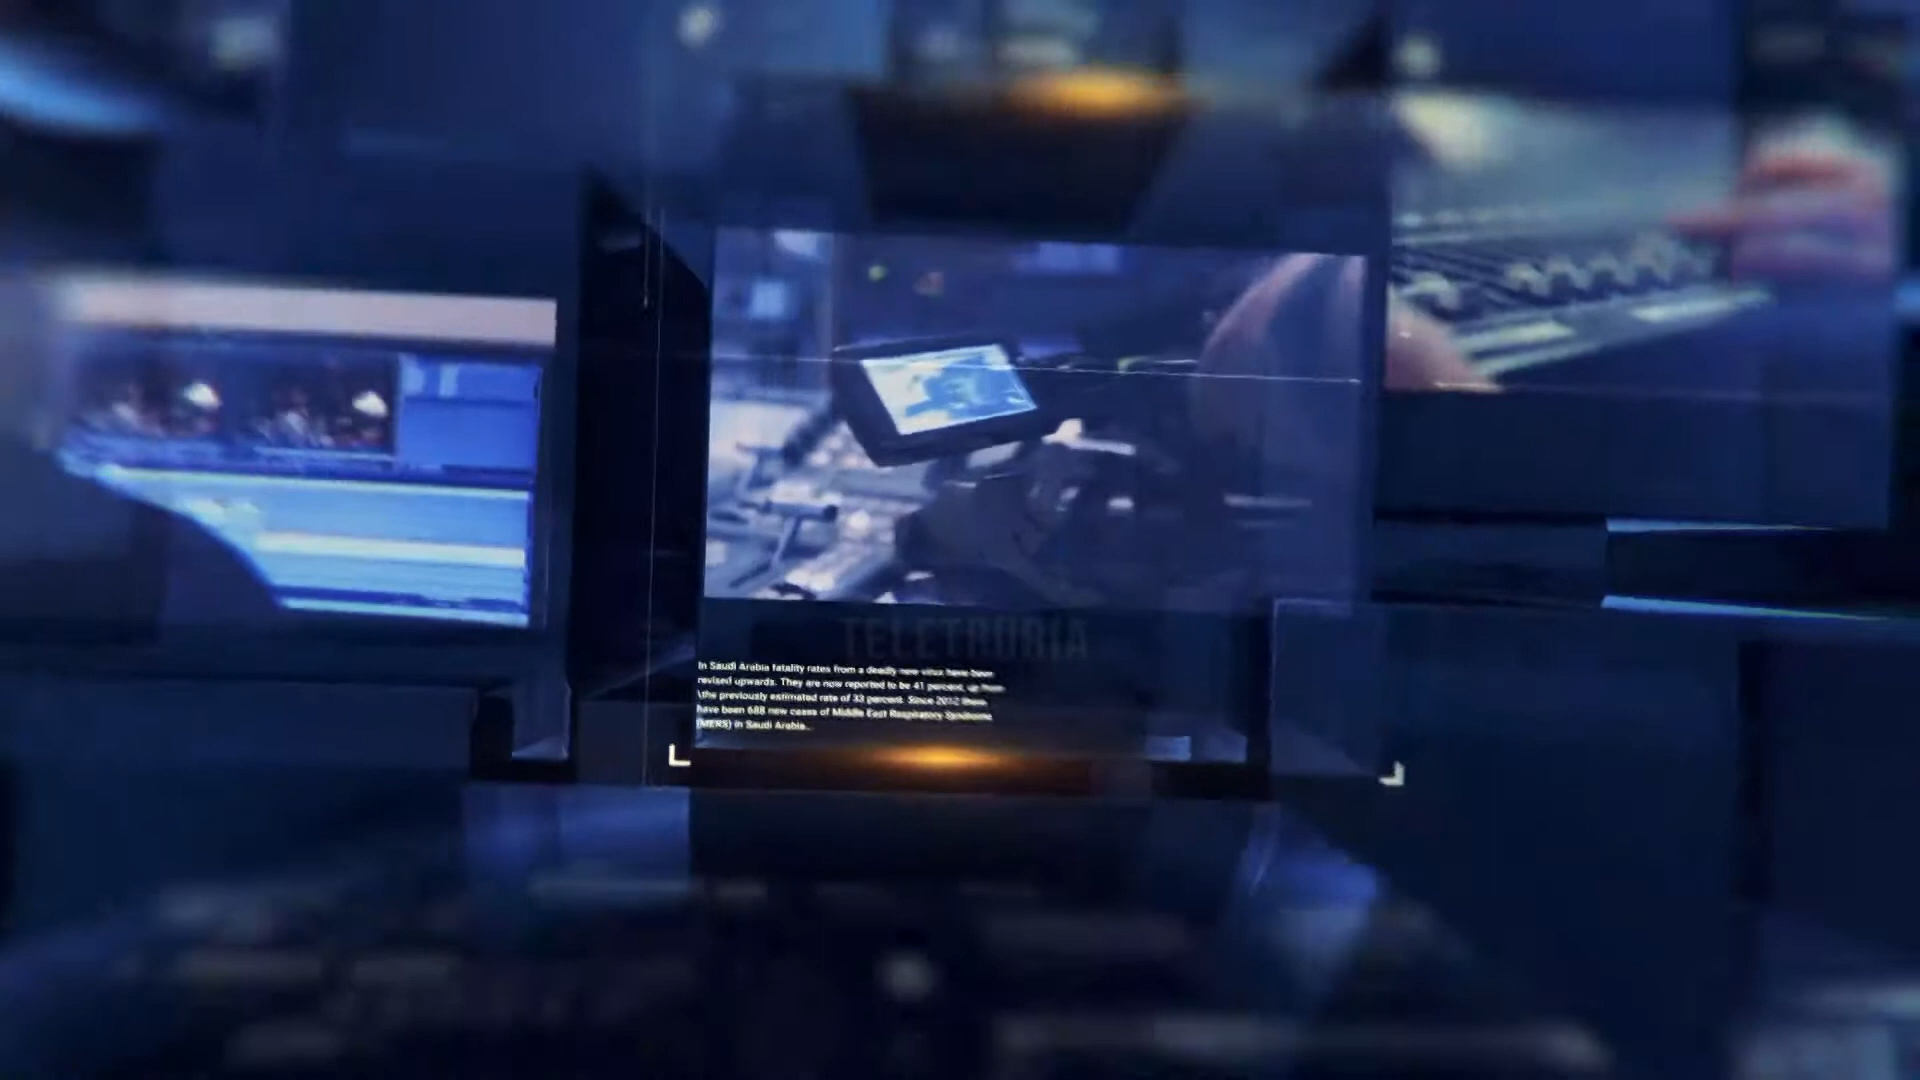 TELETRURIA
In Saudi Arabia fatality rates from a deadly new virus have been
revised upwards. They are now reported to be 41 percent, up from
\the previously estimated rate of 33 percent. Since 2012 there
have been 688 new cases of Middle East Respiratory Syndrome
(MERS) in Saudi Arabia...